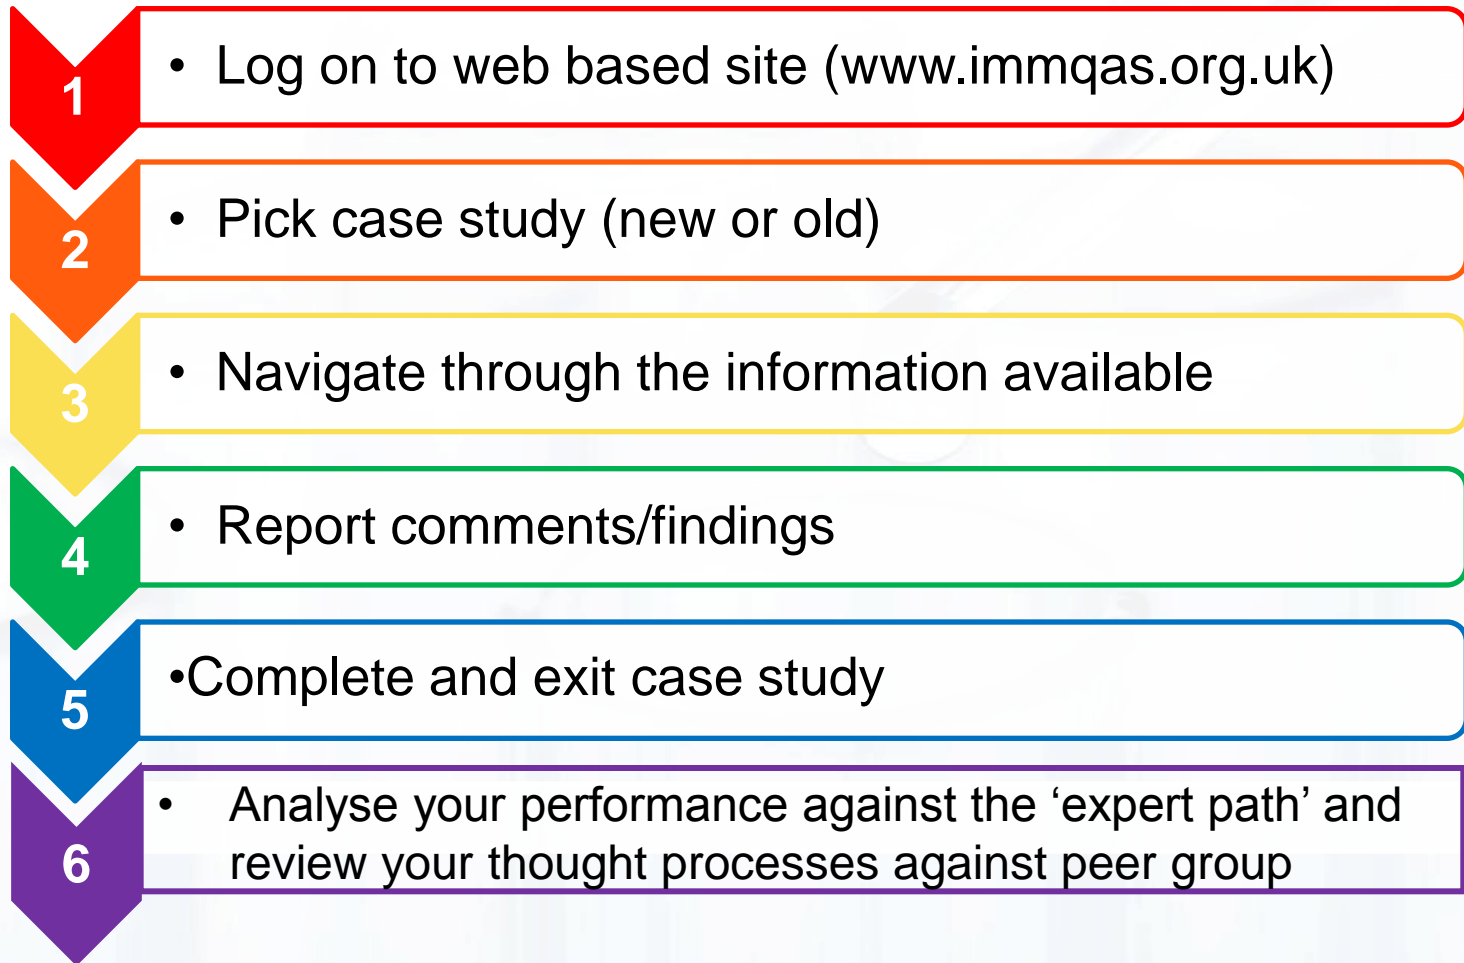 1
• Log on to web based site (www.immqas.org.uk)
2
• Pick case study (new or old)
3
• Navigate through the information available
4
• Report comments/findings
5
•Complete and exit case study
6
• Analyse your performance against the ‘expert path’ and
review your thought processes against peer group